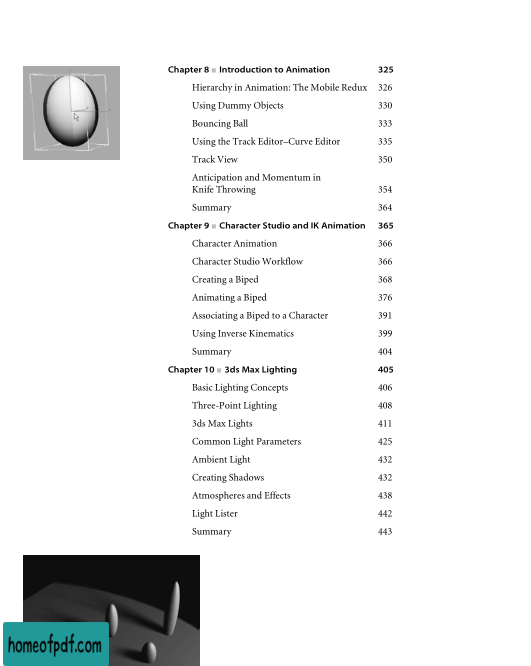 Chapter 8 ■ Introduction to Animation 325
Hierarchy in Animation: The Mobile Redux 326
Using Dummy Objects 330
Bouncing Ball 333
Using the Track Editor–Curve Editor 335
Track View 350
Anticipation and Momentum in
Knife Throwing 354
Summary 364
Chapter 9 ■ Character Studio and IK Animation 365
Character Animation 366
Character Studio Workflow 366
Creating a Biped 368
Animating a Biped 376
Associating a Biped to a Character 391
Using Inverse Kinematics 399
Summary 404
Chapter 10 ■ 3ds Max Lighting 405
Basic Lighting Concepts 406
Three-Point Lighting 408
3ds Max Lights 411
Common Light Parameters 425
Ambient Light 432
Creating Shadows 432
Atmospheres and Effects 438
Light Lister 442
Summary 443
homeofpdf.com